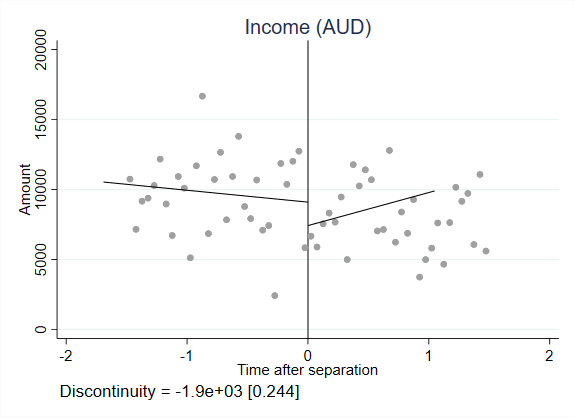 Income (AUD)
20000
15000
10000
5000
0
Amount
-2
-1
0
1
2
Time after separation
Discontinuity = -1.9e+03 [0.244]